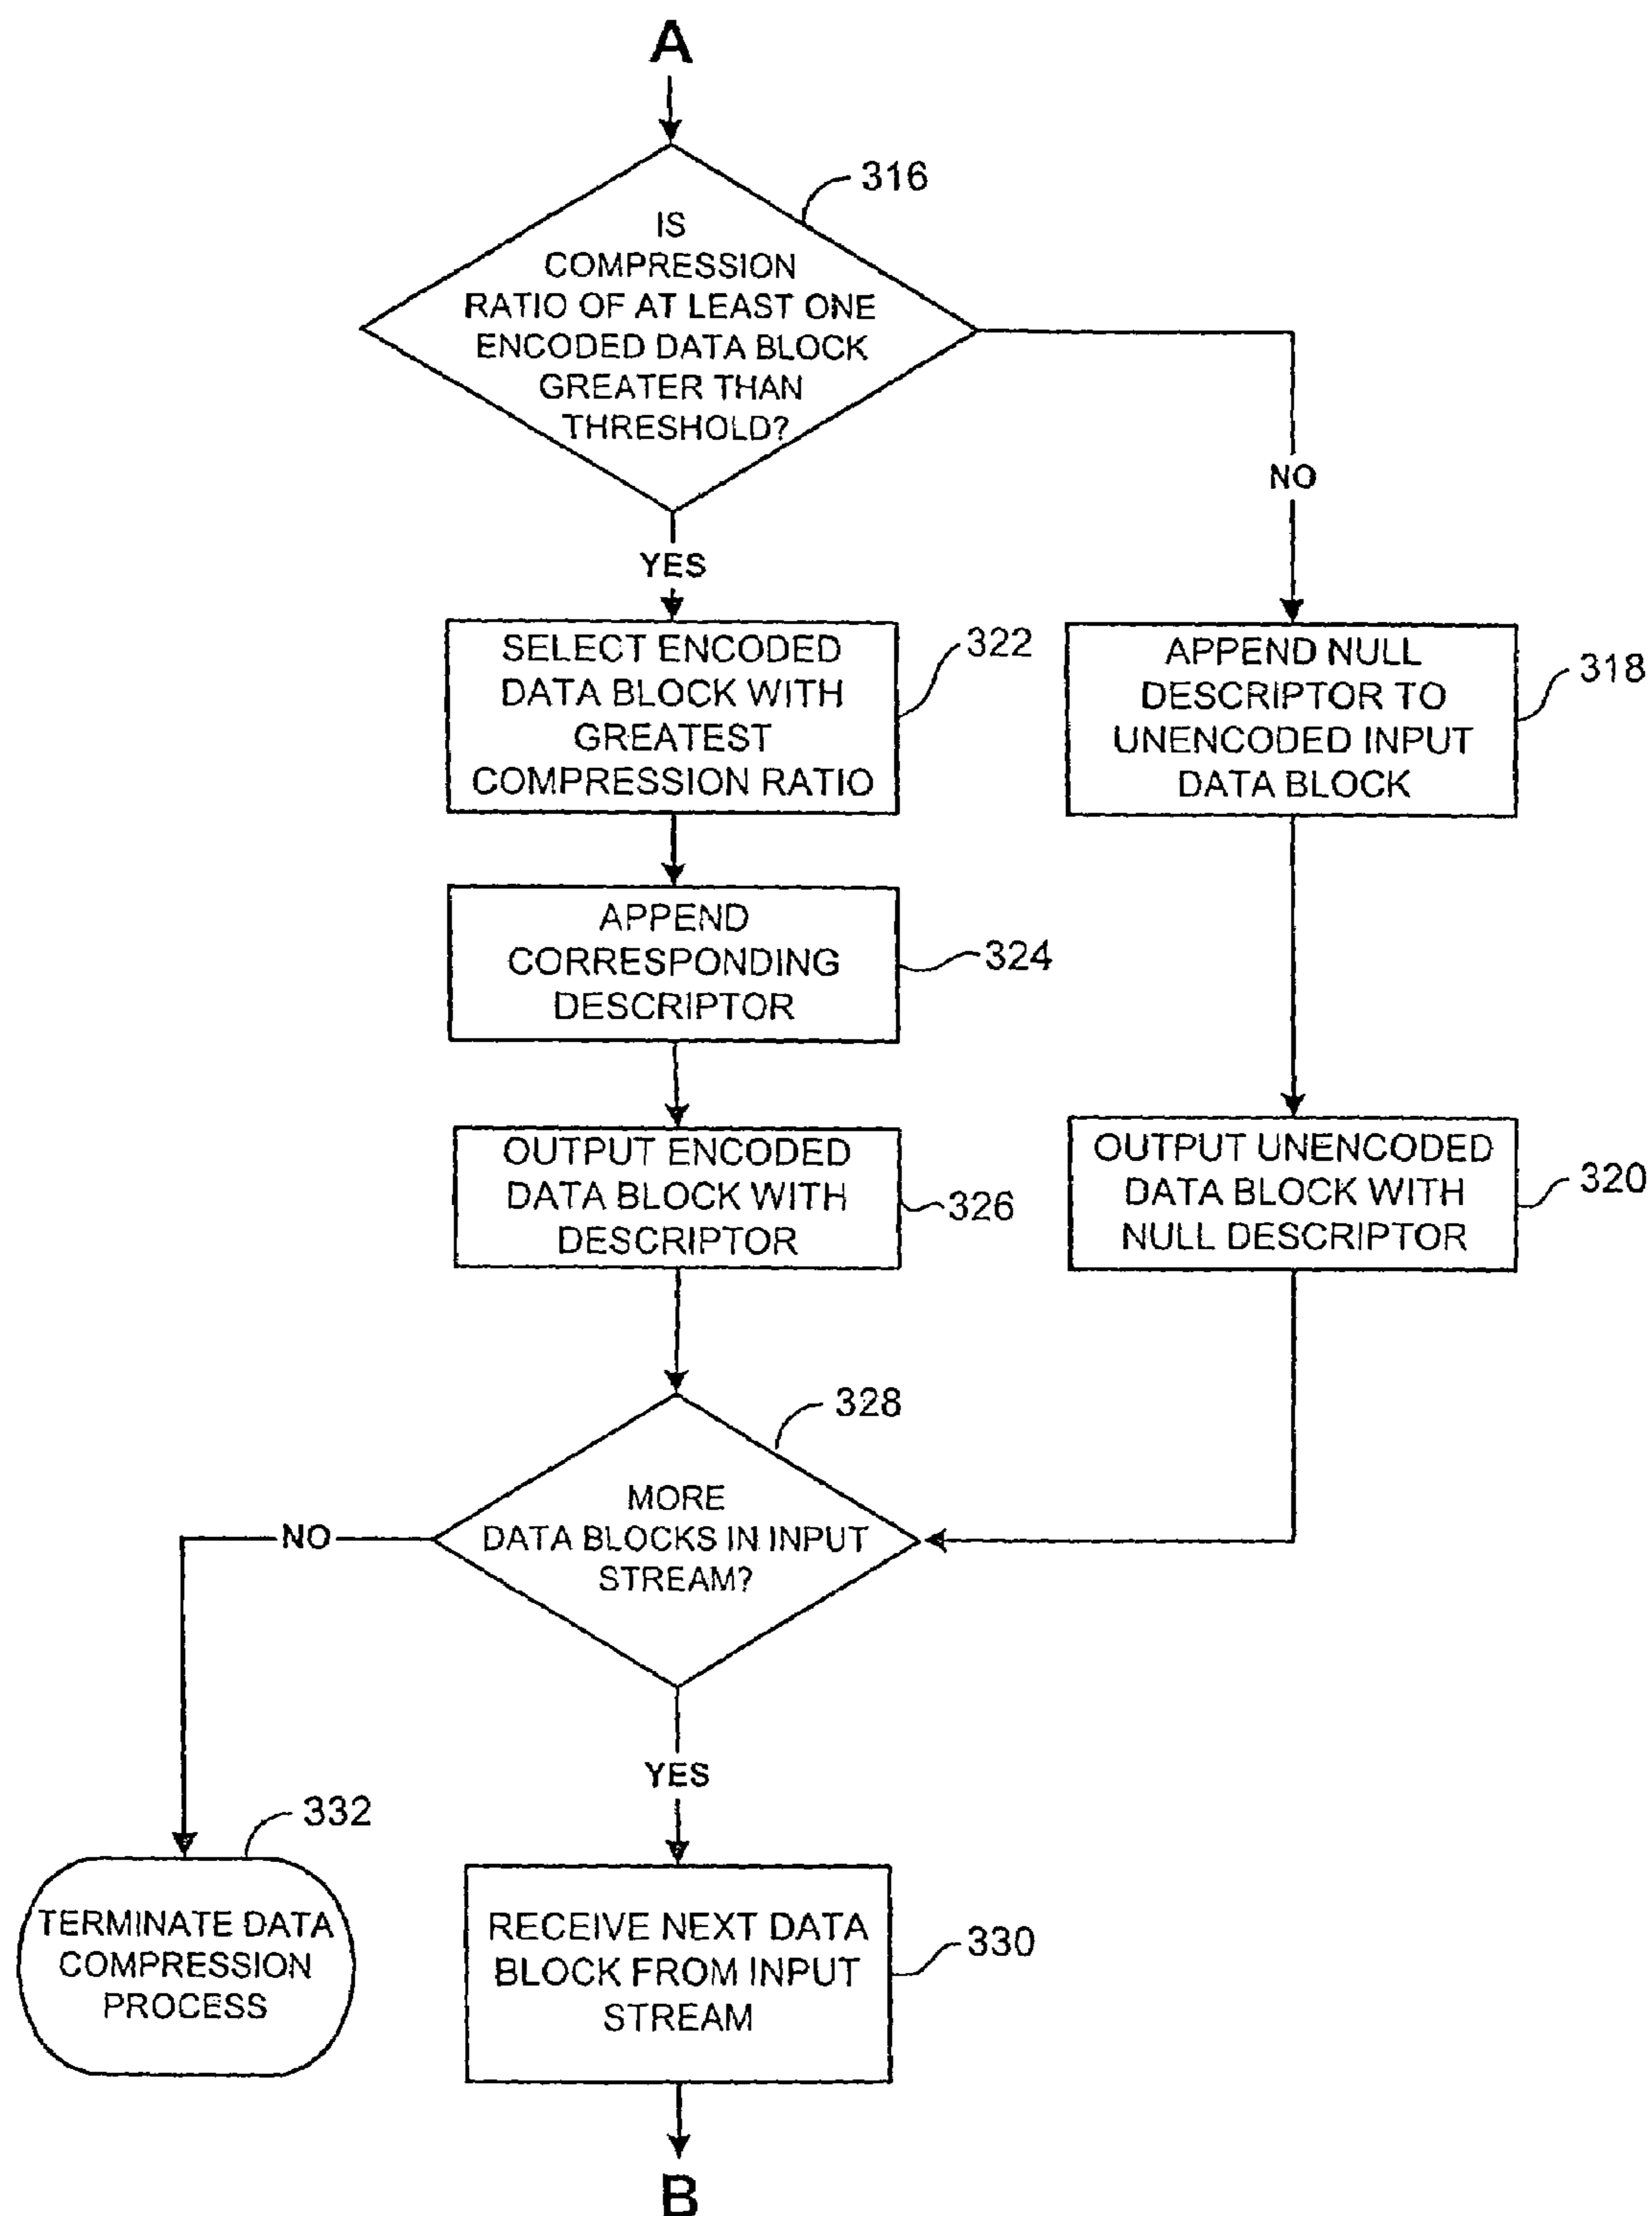 A
316
IS
COMPRESSION
RATIO OF AT LEAST ONE
ENCODED DATA BLOCK
GREATER THAN
THRESHOLD?
NO
YES
SELECT ENCODED
DATA BLOCK WITH
GREATEST
COMPRESSION RATIO
322
APPEND NULL
DESCRIPTOR TO
UNENCODED INPUT
DATA BLOCK
318
APPEND
CORRESPONDING
DESCRIPTOR
324
OUTPUT ENCODED
DATA BLOCK WITH
DESCRIPTOR
326
OUTPUT UNENCODED
DATA BLOCK WITH
NULL DESCRIPTOR
320
328
MORE
DATA BLOCKS IN INPUT
STREAM?
NO
YES
332
TERMINATE DATA
COMPRESSION
PROCESS
RECEIVE NEXT DATA
BLOCK FROM INPUT
STREAM
330
B